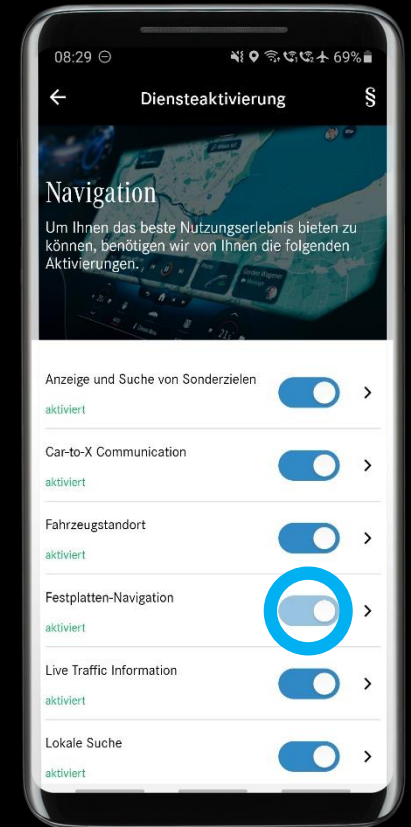 08:29
69%
Diensteaktivierung
§
Navigation
Um Ihnen das beste Nutzungserlebnis bieten zu
können, benötigen wir von Ihnen die folgenden
Aktivierungen.
Anzeige und Suche von Sonderzielen
aktiviert
Car-to-X Communication
aktiviert
Fahrzeugstandort
aktiviert
Festplatten-Navigation
aktiviert
Live Traffic Information
aktiviert
Lokale Suche
aktiviert